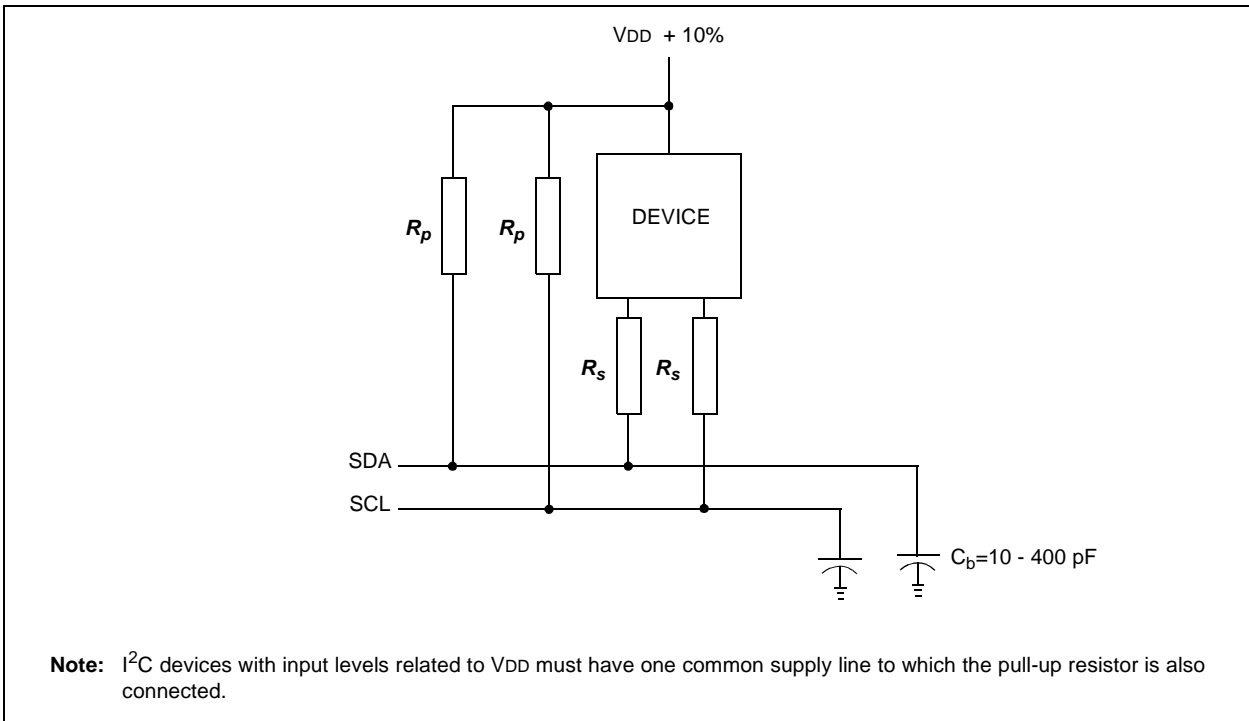 VDD + 10%
Rp Rp
DEVICE
Rs Rs
SDA
SCL
Cb=10 - 400 pF
Note: I2C devices with input levels related to VDD must have one common supply line to which the pull-up resistor is also
connected.